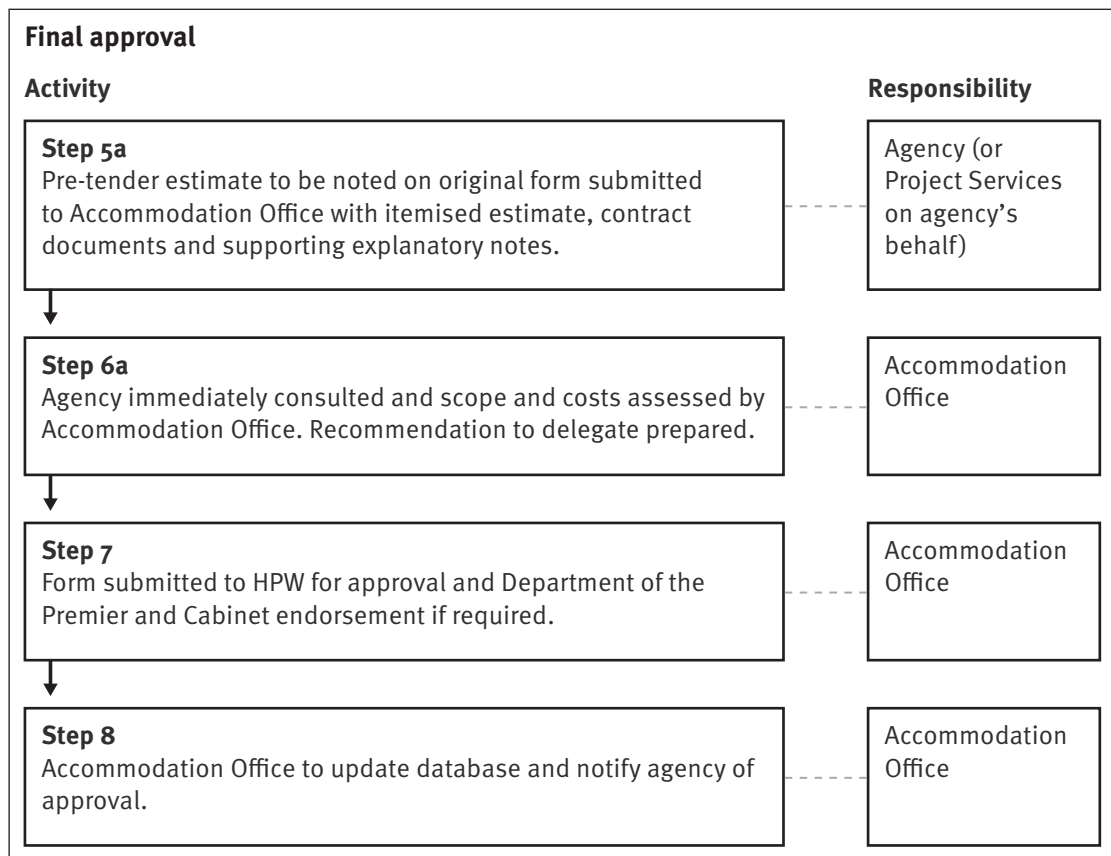 Final approval
Activity
Responsibility
Step 5a
Pre-tender estimate to be noted on original form submitted
to Accommodation Office with itemised estimate, contract
documents and supporting explanatory notes.
Agency (or
Project Services
on agency’s
behalf)
Step 6a
Agency immediately consulted and scope and costs assessed by
Accommodation Office. Recommendation to delegate prepared.
Accommodation
Office
Step 7
Form submitted to HPW for approval and Department of the
Premier and Cabinet endorsement if required.
Accommodation
Office
Step 8
Accommodation Office to update database and notify agency of
approval.
Accommodation
Office